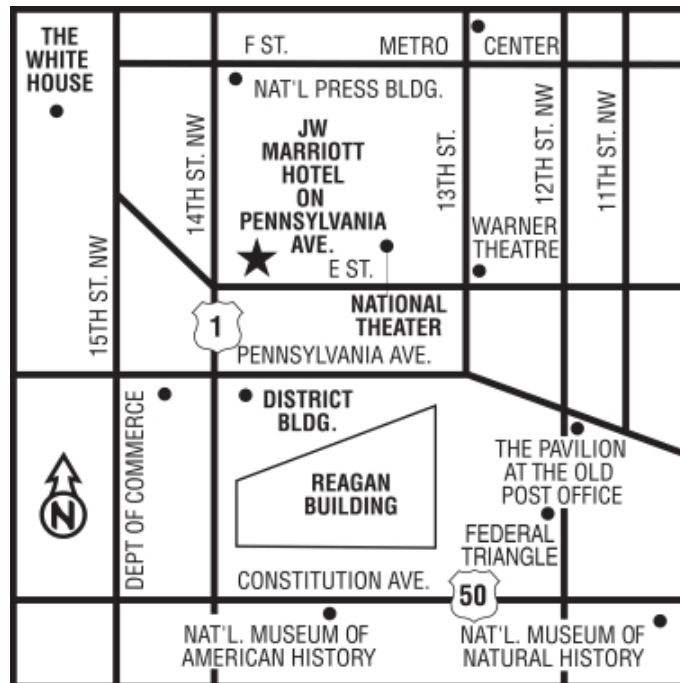 THE
WHITE
HOUSE
F ST.
METRO
CENTER
NAT'L PRESS BLDG.
JW
MARRIOTT
HOTEL
ON
PENNSYLVANIA
AVE.
14TH ST. NW
13TH ST.
12TH ST. NW
11TH ST. NW
WARNER
THEATRE
E ST.
15TH ST. NW
NATIONAL
THEATER
1
PENNSYLVANIA AVE.
DISTRICT
BLDG.
DEPT OF COMMERCE
REAGAN
BUILDING
THE PAVILION
AT THE OLD
POST OFFICE
N
FEDERAL
TRIANGLE
CONSTITUTION AVE.
50
NAT'L. MUSEUM OF
AMERICAN HISTORY
NAT'L. MUSEUM OF
NATURAL HISTORY